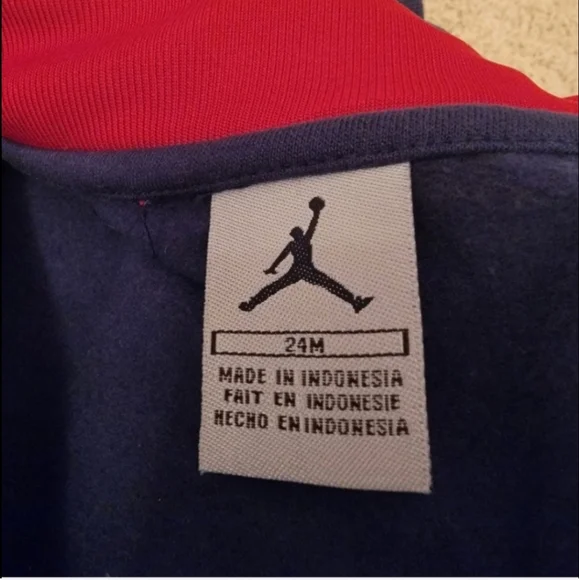 24M
MADE IN INDONESIA
FAIT EN INDONESIE
HECHO EN INDONESIA